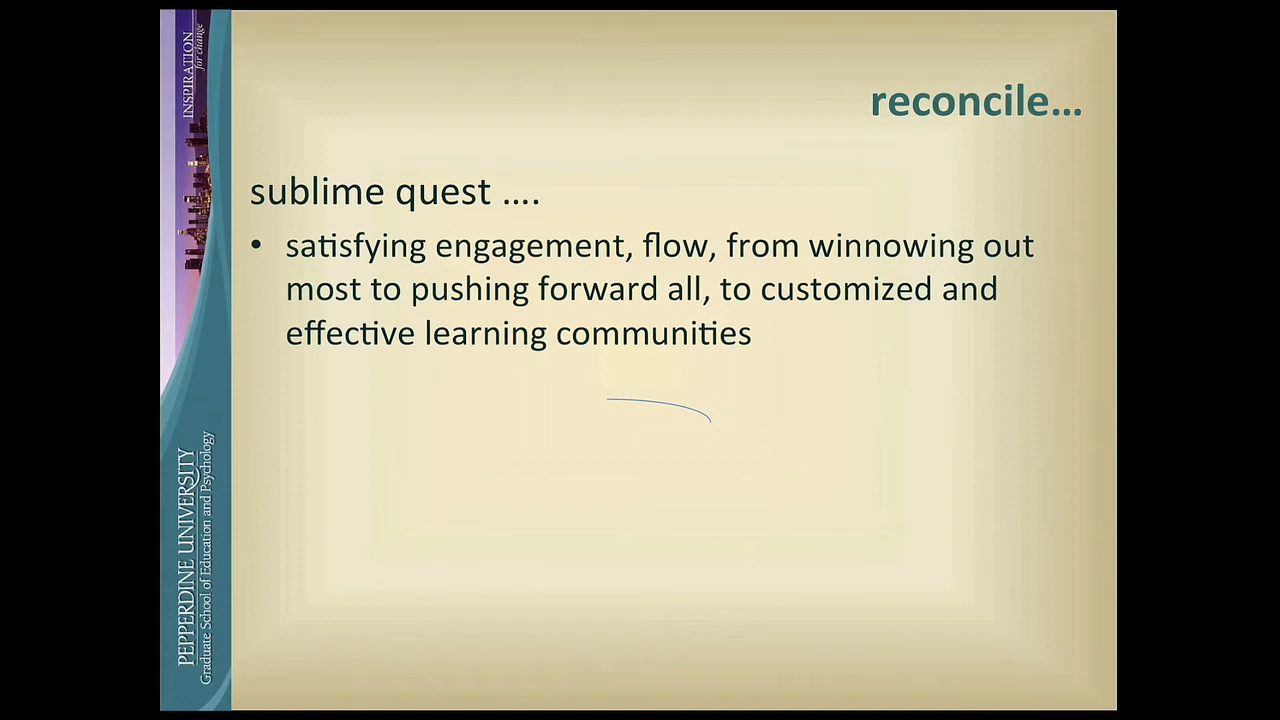 reconcile…
sublime quest ….
• satisfying engagement, flow, from winnowing out
most to pushing forward all, to customized and
effective learning communities
INSPIRATION
for change
PEPPERDINE UNIVERSITY
Graduate School of Education and Psychology